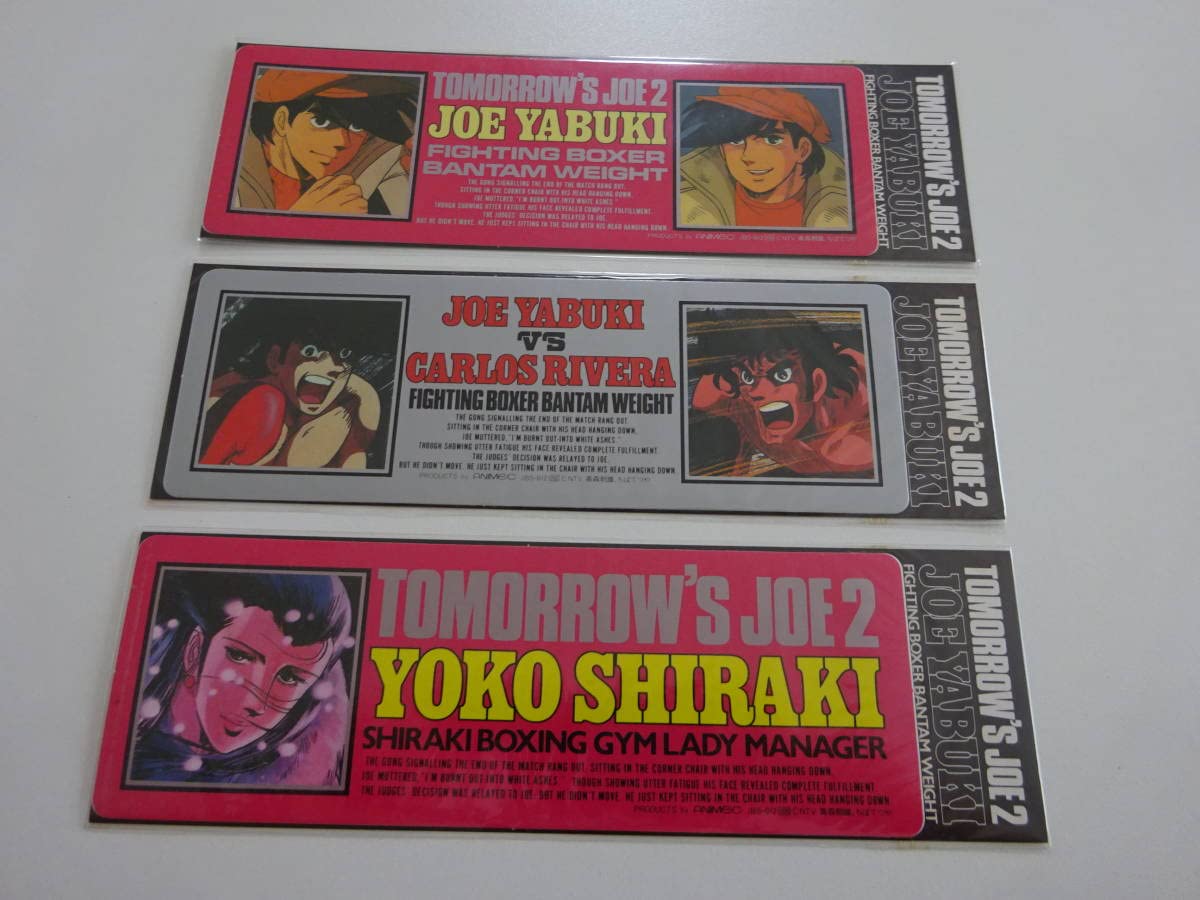 TOMORROW'S JOE 2
JOE YABUKI
FIGHTING BOXER
BANTAM WEIGHT
THE GONG SIGNALLING THE END OF THE MATCH RANG OUT.
SITTING IN THE CORNER CHAIR WITH HIS HEAD HANGING DOWN.
JOE MUTTERED, "I'M BURNT OUT INTO WHITE ASHES."
THOUGH SHOWING UTTER FATIGUE HIS FACE REVEALED COMPLETE FULFILLMENT.
THE JUDGES' DECISION WAS RELAYED TO JOE.
BUT HE DIDN'T MOVE. HE JUST KEPT SITTING IN THE CHAIR WITH HIS HEAD HANGING DOWN.
PRODUCTS by ANIMEC
TOMORROW'S JOE 2
JOE YABUKI
FIGHTING BOXER BANTAM WEIGHT
JOE YABUKI
VS
CARLOS RIVERA
FIGHTING BOXER BANTAM WEIGHT
THE GONG SIGNALLING THE END OF THE MATCH RANG OUT.
SITTING IN THE CORNER CHAIR WITH HIS HEAD HANGING DOWN.
JOE MUTTERED, "I'M BURNT OUT-INTO WHITE ASHES."
THOUGH SHOWING UTTER FATIGUE HIS FACE REVEALED COMPLETE FULFILLMENT.
THE JUDGES' DECISION WAS RELAYED TO JOE.
BUT HE DIDN'T MOVE. HE JUST KEPT SITTING IN THE CHAIR WITH HIS HEAD HANGING DOWN.
PRODUCTS by ANIMEC
TOMORROW'S JOE 2
JOE YABUKI
TOMORROW'S JOE 2
YOKO SHIRAKI
SHIRAKI BOXING GYM LADY MANAGER
THE GONG SIGNALLING THE END OF THE MATCH RANG OUT. SITTING IN THE CORNER CHAIR WITH HIS HEAD HANGING DOWN.
JOE MUTTERED, "I'M BURNT OUT-INTO WHITE ASHES." THOUGH SHOWING UTTER FATIGUE HIS FACE REVEALED COMPLETE FULFILLMENT.
THE JUDGES' DECISION WAS RELAYED TO JOE. BUT HE DIDN'T MOVE. HE JUST KEPT SITTING IN THE CHAIR WITH HIS HEAD HANGING DOWN
PRODUCTS by ANIMEC
TOMORROW'S JOE 2
JOE YABUKI
FIGHTING BOXER BANTAM WEIGHT